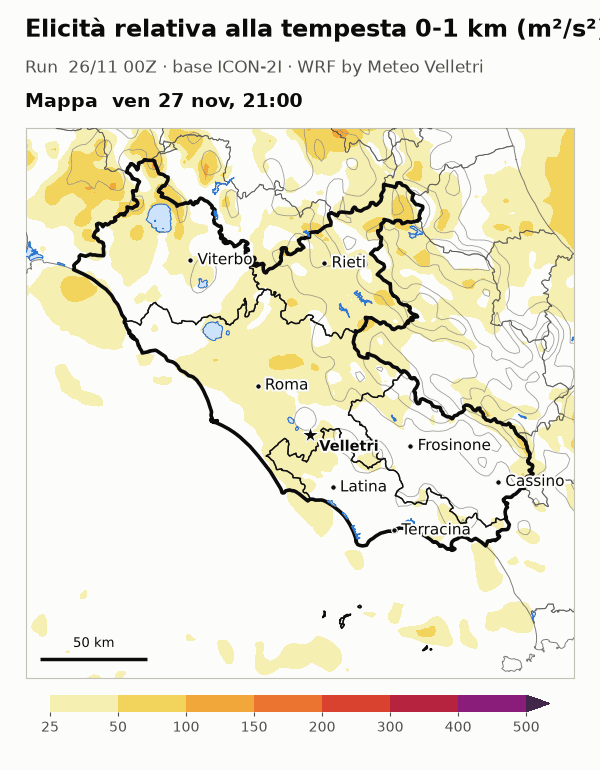 Elicità relativa alla tempesta 0-1 km (m²/s²)
Run  26/11 00Z · base ICON-2I · WRF by Meteo Velletri
Mappa  ven 27 nov, 21:00
Viterbo
Rieti
Roma
Velletri
Frosinone
Cassino
Latina
Terracina
50 km
25 50 100 150 200 300 400 500